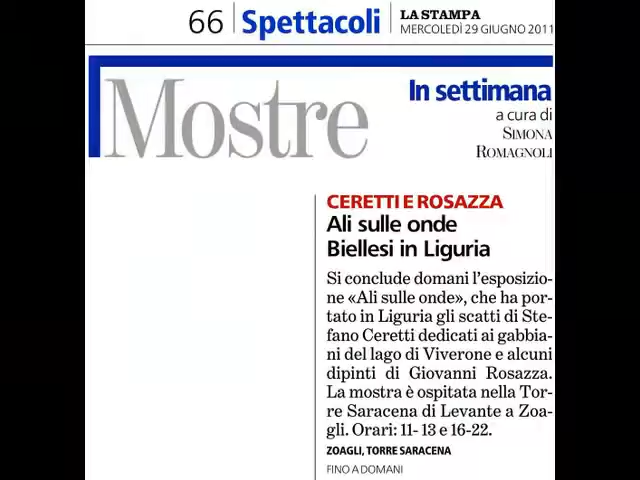 66 | Spettacoli | LA STAMPA
MERCOLEDÌ 29 GIUGNO 2011
Mostre
In settimana
a cura di
SIMONA
ROMAGNOLI
CERETTI E ROSAZZA
Ali sulle onde
Biellesi in Liguria
Si conclude domani l'esposizio-
ne «Ali sulle onde», che ha por-
tato in Liguria gli scatti di Ste-
fano Ceretti dedicati ai gabbia-
ni del lago di Viverone e alcuni
dipinti di Giovanni Rosazza.
La mostra è ospitata nella Tor-
re Saracena di Levante a Zoa-
gli. Orari: 11- 13 e 16-22.
ZOAGLI, TORRE SARACENA
FINO A DOMANI